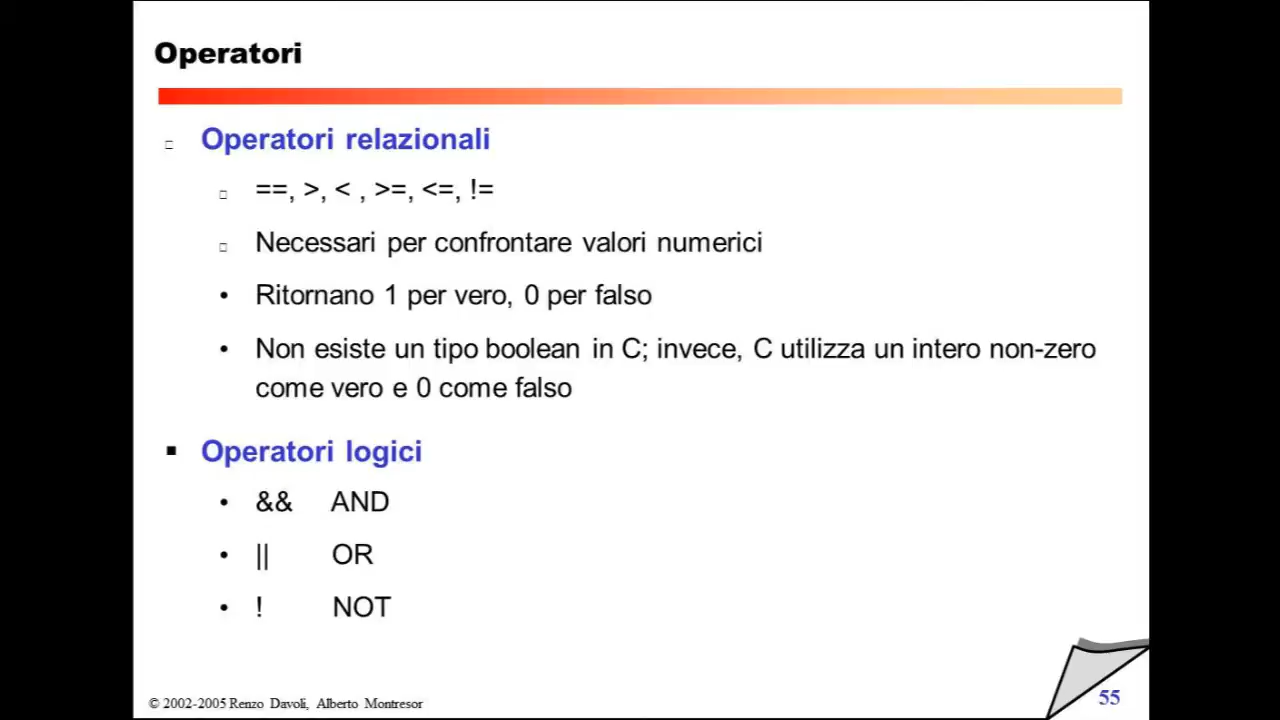 Operatori
Operatori relazionali
==, >, < , >=, <=, !=
Necessari per confrontare valori numerici
• Ritornano 1 per vero, 0 per falso
• Non esiste un tipo boolean in C; invece, C utilizza un intero non-zero
come vero e 0 come falso
▪ Operatori logici
• && AND
• || OR
• ! NOT
© 2002-2005 Renzo Davoli, Alberto Montresor
55